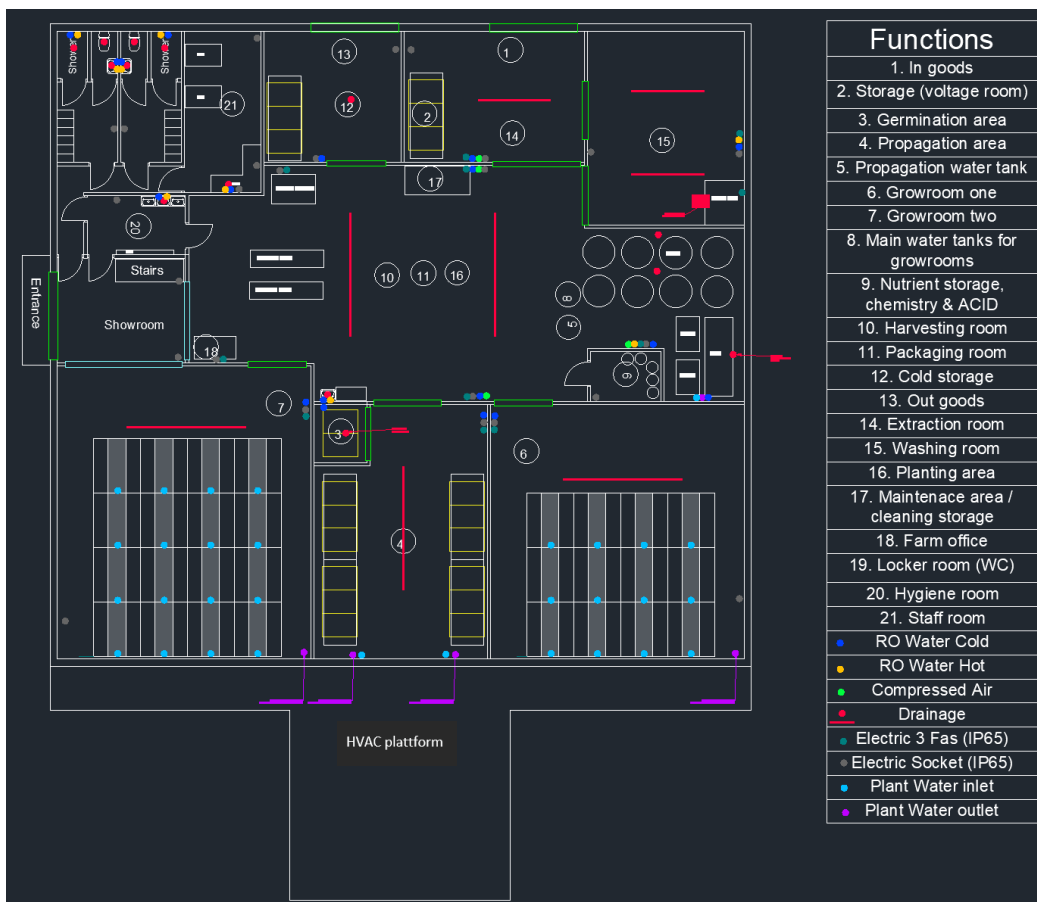 Shower
Shower
13
1
21
12
2
14
15
17
20
Stairs
10
11
16
8
5
Entrance
Showroom
18
9
7
3
6
4
HVAC plattform
Functions
1. In goods
2. Storage (voltage room)
3. Germination area
4. Propagation area
5. Propagation water tank
6. Growroom one
7. Growroom two
8. Main water tanks for
growrooms
9. Nutrient storage,
chemistry & ACID
10. Harvesting room
11. Packaging room
12. Cold storage
13. Out goods
14. Extraction room
15. Washing room
16. Planting area
17. Maintenace area /
cleaning storage
18. Farm office
19. Locker room (WC)
20. Hygiene room
21. Staff room
RO Water Cold
RO Water Hot
Compressed Air
Drainage
Electric 3 Fas (IP65)
Electric Socket (IP65)
Plant Water inlet
Plant Water outlet